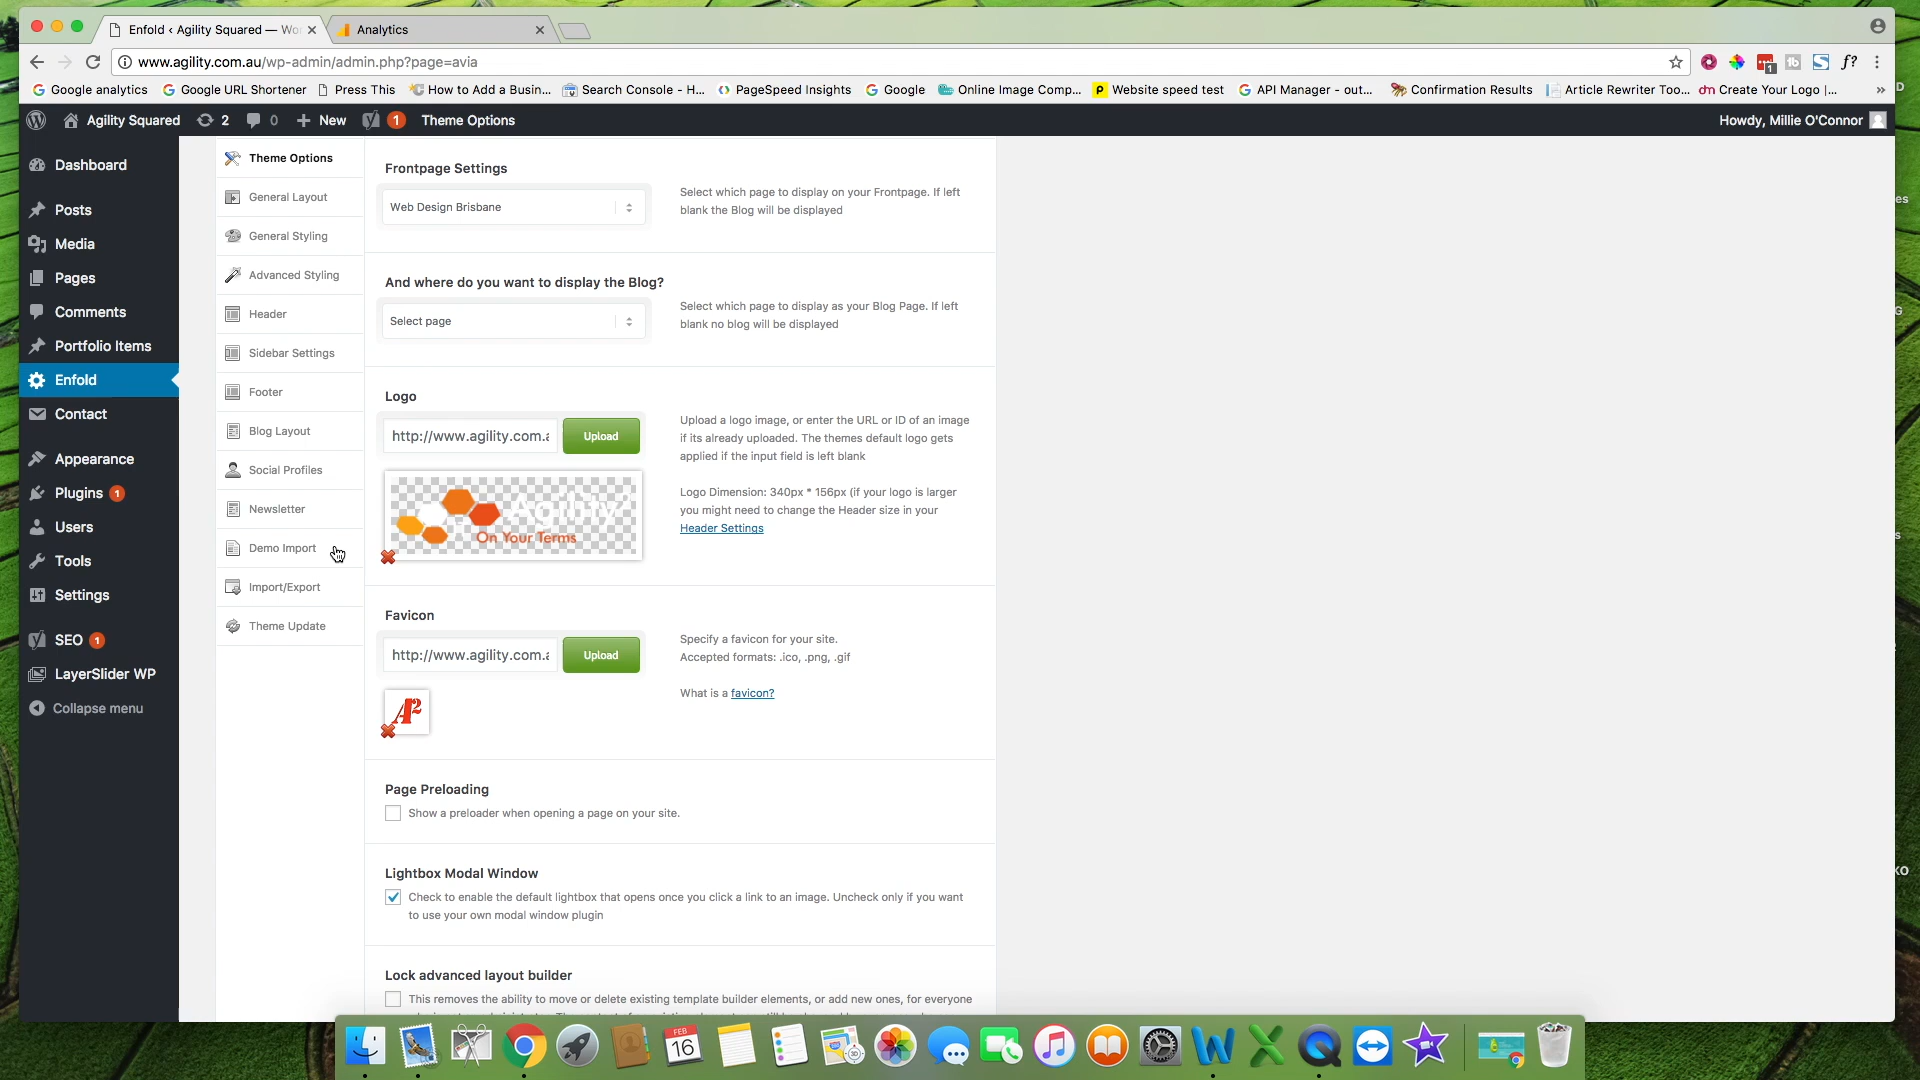 Enfold ‹ Agility Squared — Wo
Analytics
www.agility.com.au/wp-admin/admin.php?page=avia
f?
1
Google analytics
Google URL Shortener
Press This
How to Add a Busin...
Search Console - H...
PageSpeed Insights
Google
Online Image Comp...
Website speed test
API Manager - out...
Confirmation Results
Article Rewriter Too...
Create Your Logo |...
»
Agility Squared
2
0
New
1
Theme Options
Howdy, Millie O'Connor
Dashboard
Posts
Media
Pages
Comments
Portfolio Items
Enfold
Contact
Appearance
Plugins 1
Users
Tools
Settings
SEO 1
LayerSlider WP
Collapse menu
Theme Options
General Layout
General Styling
Advanced Styling
Header
Sidebar Settings
Footer
Blog Layout
Social Profiles
Newsletter
Demo Import
Import/Export
Theme Update
Frontpage Settings
Web Design Brisbane
Select which page to display on your Frontpage. If left
blank the Blog will be displayed
And where do you want to display the Blog?
Select page
Select which page to display as your Blog Page. If left
blank no blog will be displayed
Logo
http://www.agility.com.a
Upload
Upload a logo image, or enter the URL or ID of an image
if its already uploaded. The themes default logo gets
applied if the input field is left blank
Logo Dimension: 340px * 156px (if your logo is larger
you might need to change the Header size in your
Header Settings
Agility²
On Your Terms
Favicon
http://www.agility.com.a
Upload
Specify a favicon for your site.
Accepted formats: .ico, .png, .gif
What is a favicon?
A²
Page Preloading
Show a preloader when opening a page on your site.
Lightbox Modal Window
Check to enable the default lightbox that opens once you click a link to an image. Uncheck only if you want
to use your own modal window plugin
Lock advanced layout builder
This removes the ability to move or delete existing template builder elements, or add new ones, for everyone
FEB
16